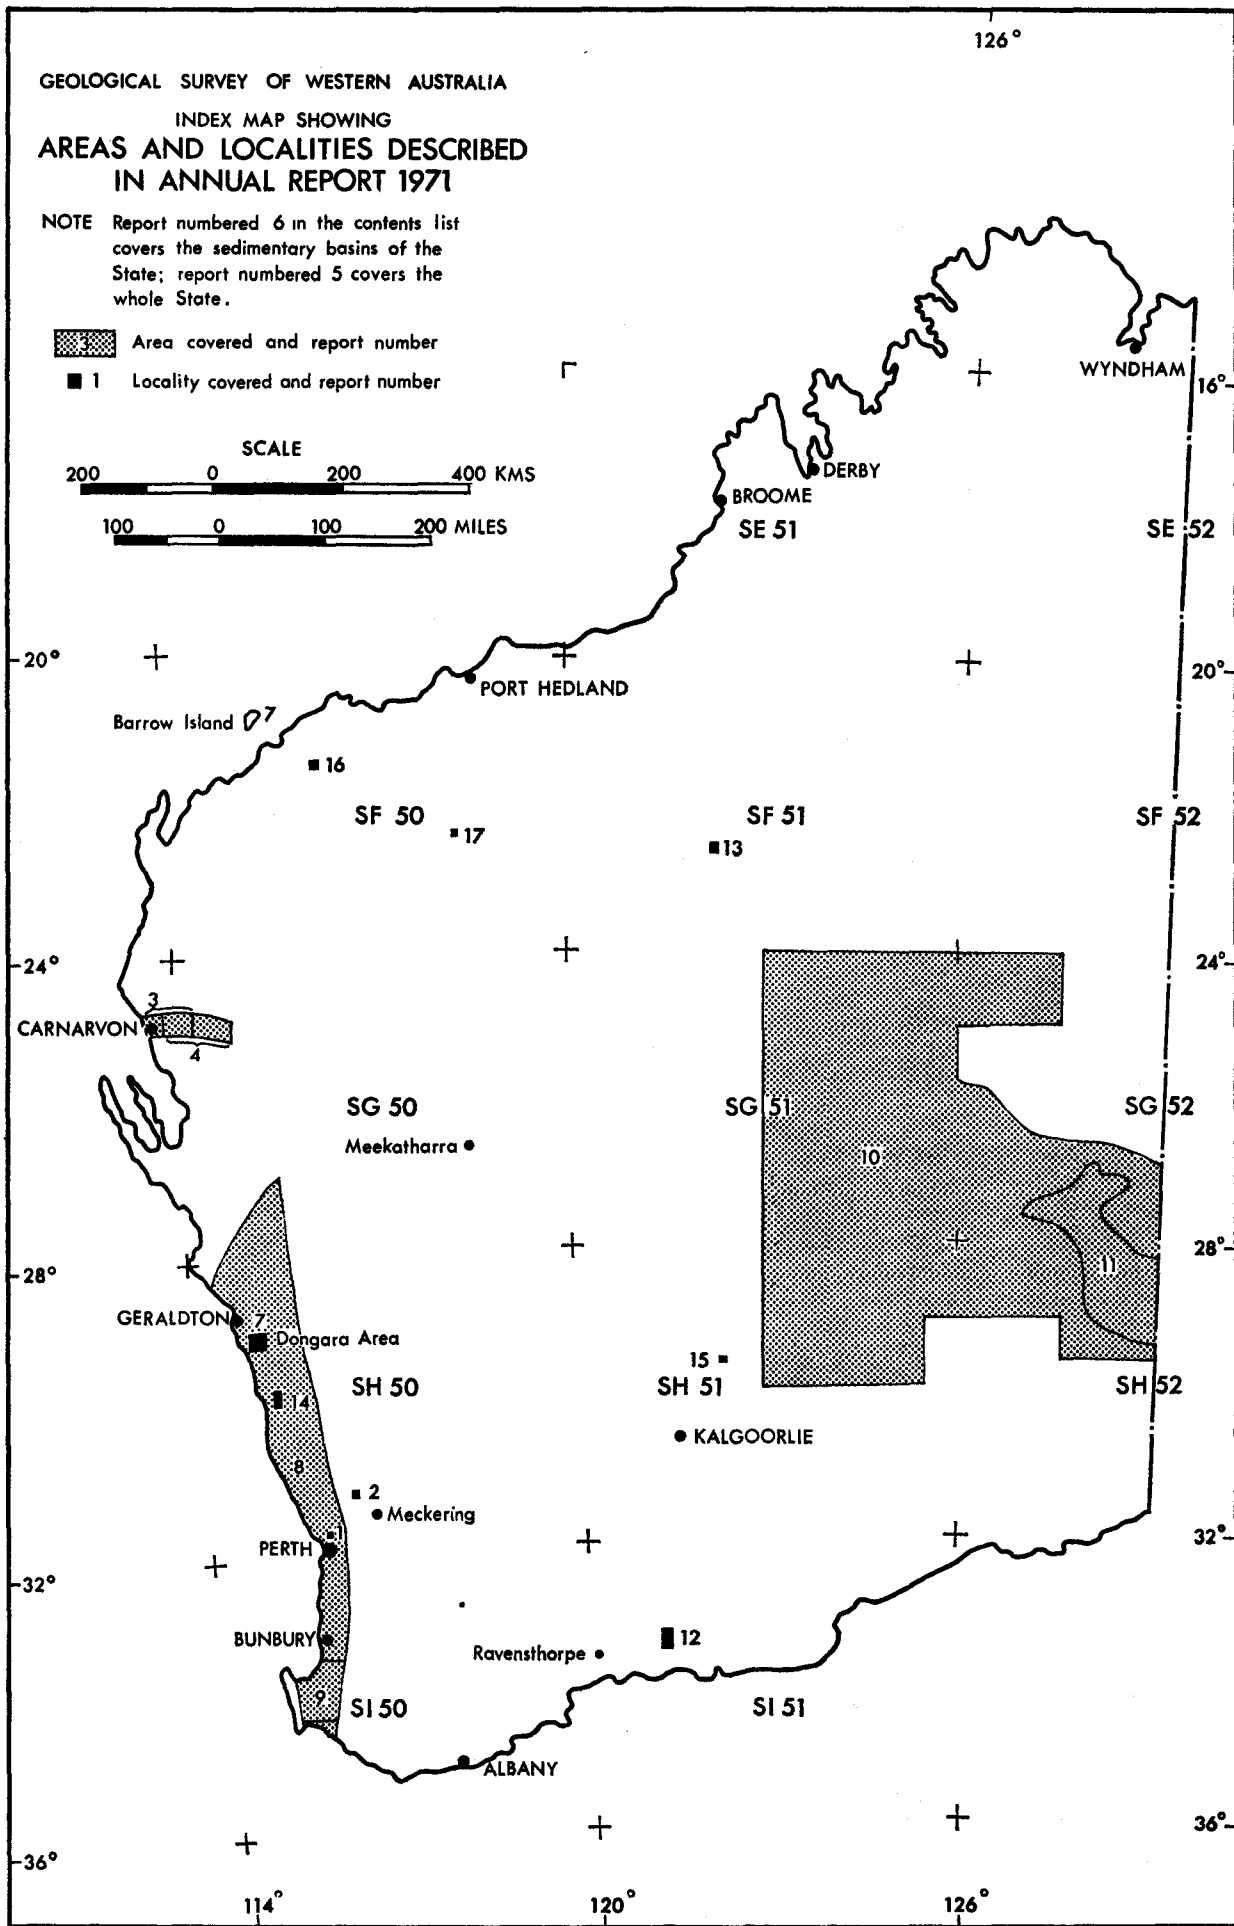 126°
GEOLOGICAL SURVEY OF WESTERN AUSTRALIA
INDEX MAP SHOWING
AREAS AND LOCALITIES DESCRIBED
IN ANNUAL REPORT 1971
NOTE Report numbered 6 in the contents list
covers the sedimentary basins of the
State; report numbered 5 covers the
whole State.
3 Area covered and report number
1 Locality covered and report number
SCALE
200 0 200 400 KMS
100 0 100 200 MILES
WYNDHAM
16°
DERBY
BROOME
SE 51
SE 52
20°
20°
PORT HEDLAND
Barrow Island 7
16
SF 50
SF 51
SF 52
17
13
24°
24°
3
CARNARVON
4
SG 50
SG 51
SG 52
Meekatharra
10
28°
28°
11
GERALDTON
7
Dongara Area
15
SH 50
SH 51
SH 52
14
KALGOORLIE
8
2
Meckering
1
PERTH
32°
32°
BUNBURY
12
Ravensthorpe
9
SI 50
SI 51
ALBANY
36°
36°
114°
120°
126°